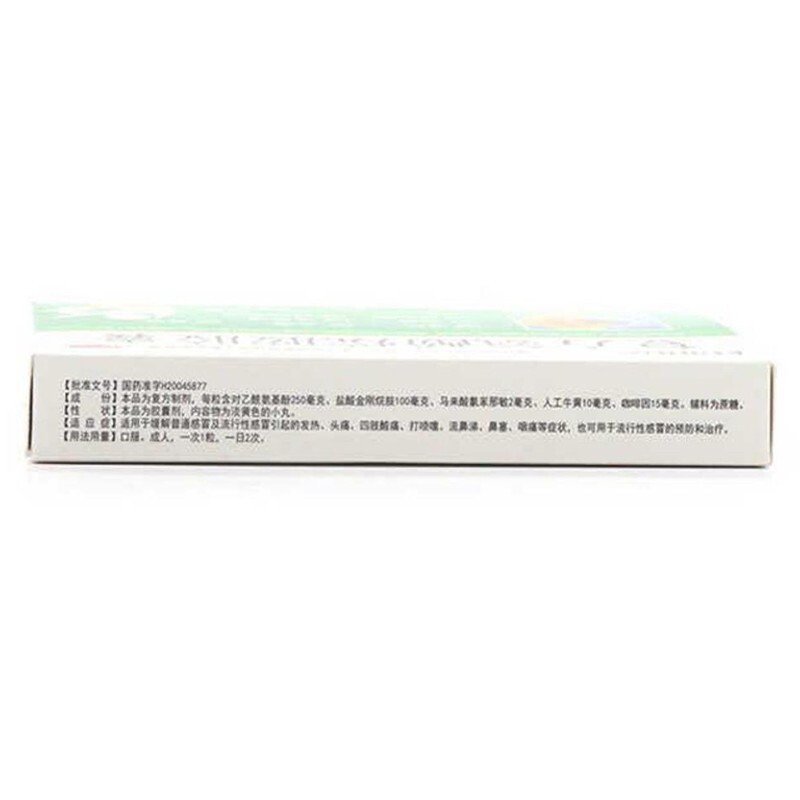 【批准文号】国药准字H20045877
【成　　份】本品为复方制剂，每粒含对乙酰氨基酚250毫克、盐酸金刚烷胺100毫克、马来酸氯苯那敏2毫克、人工牛黄10毫克、咖啡因15毫克。辅料为蔗糖。
【性　　状】本品为胶囊剂，内容物为淡黄色的小丸。
【适 应 症】适用于缓解普通感冒及流行性感冒引起的发热、头痛、四肢酸痛、打喷嚏、流鼻涕、鼻塞、咽痛等症状，也可用于流行性感冒的预防和治疗。
【用法用量】口服。成人，一次1粒，一日2次。